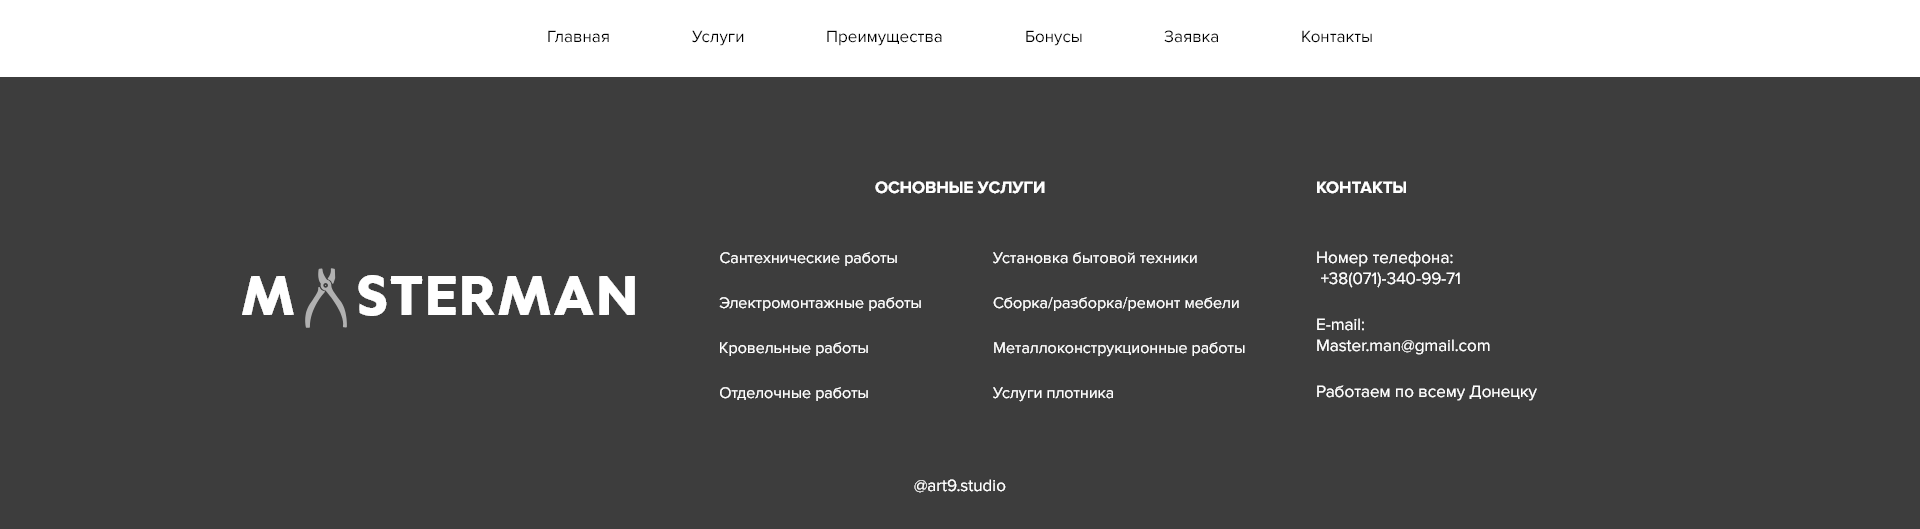 Главная Услуги Преимущества Бонусы Заявка Контакты
MASTERMAN
ОСНОВНЫЕ УСЛУГИ
Сантехнические работы
Электромонтажные работы
Кровельные работы
Отделочные работы
Установка бытовой техники
Сборка/разборка/ремонт мебели
Металлоконструкционные работы
Услуги плотника
КОНТАКТЫ
Номер телефона:
+38(071)-340-99-71
E-mail:
Master.man@gmail.com
Работаем по всему Донецку
@art9.studio